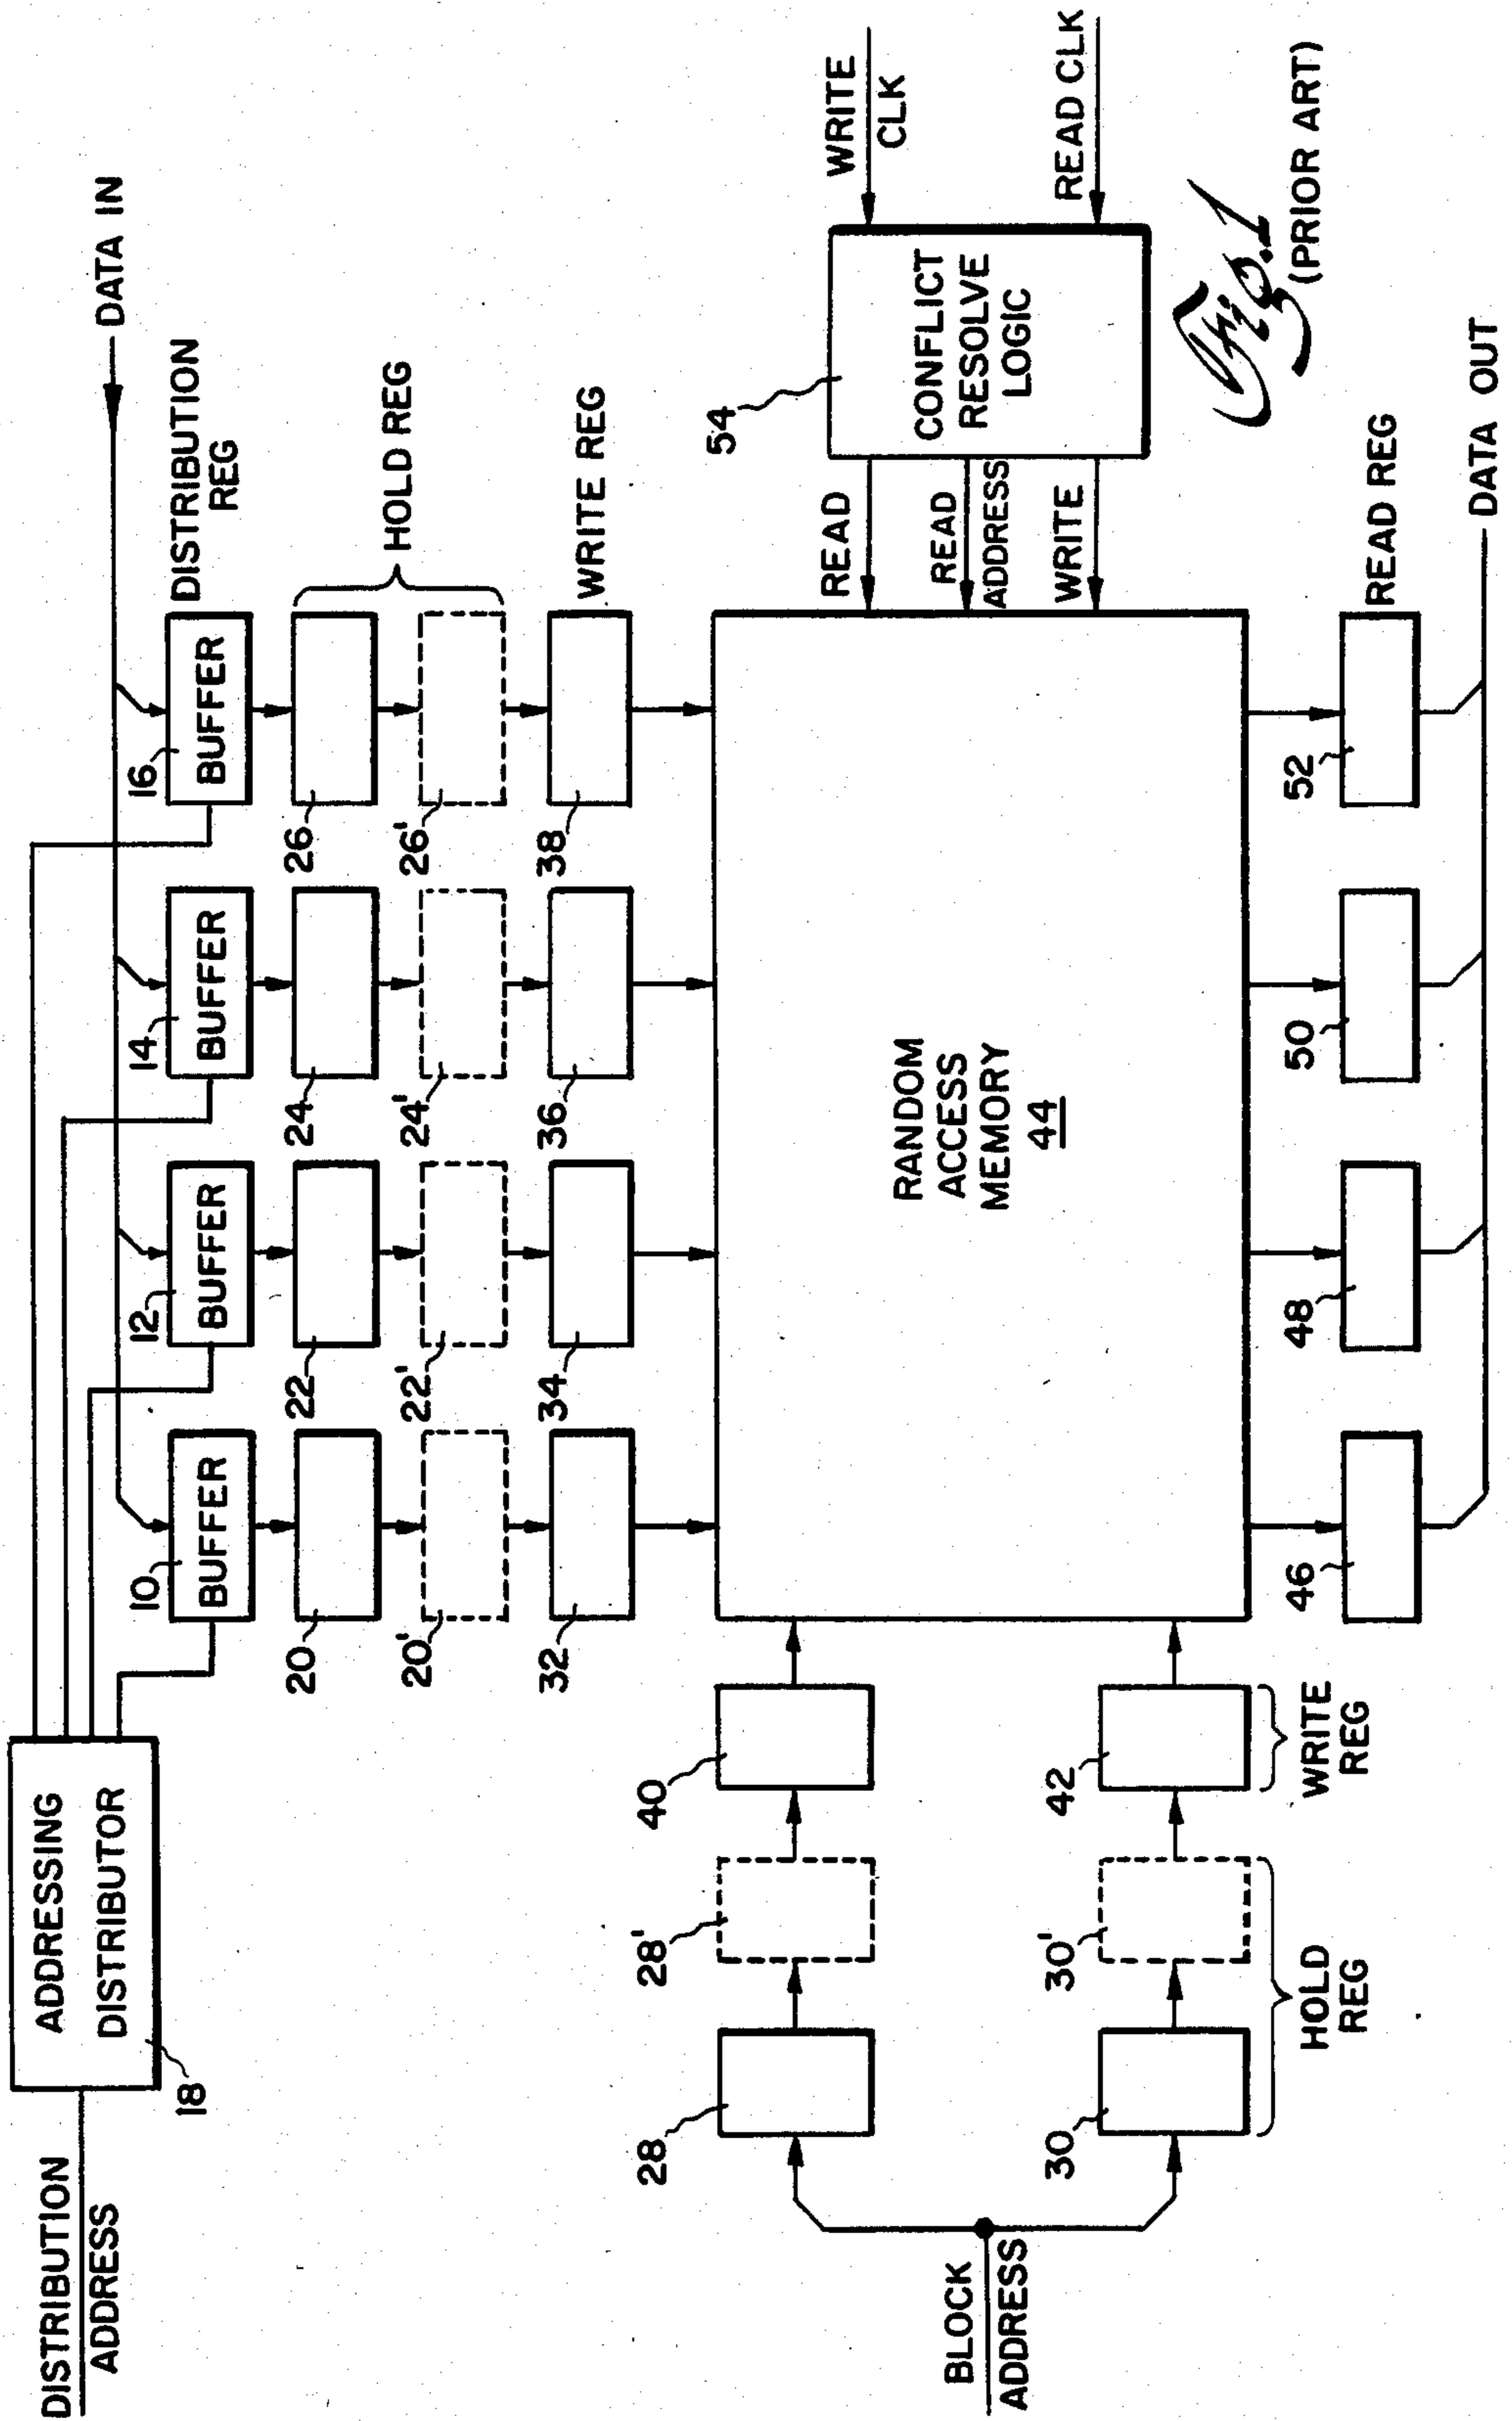 DISTRIBUTION
ADDRESS
18
ADDRESSING
DISTRIBUTOR
DATA IN
10
BUFFER
12
BUFFER
14
BUFFER
16
BUFFER
DISTRIBUTION
REG
20
22
24
26
HOLD REG
20'
22'
24'
26'
32
34
36
38
WRITE REG
BLOCK
ADDRESS
28
28'
40
30
30'
42
HOLD
REG
WRITE
REG
RANDOM
ACCESS
MEMORY
44
READ
READ
ADDRESS
WRITE
54
CONFLICT
RESOLVE
LOGIC
WRITE
CLK
READ CLK
46
48
50
52
READ REG
DATA OUT
Fig. 1
(PRIOR ART)